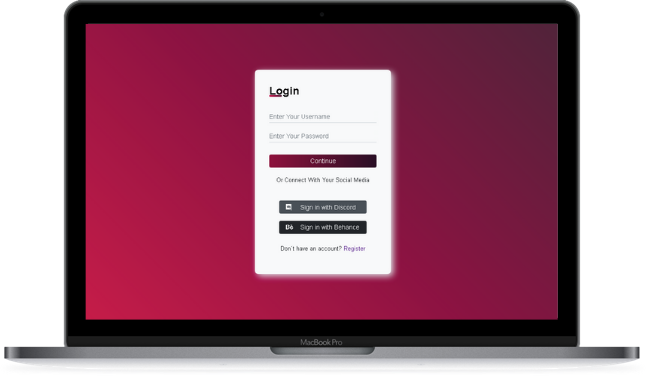 Login
Enter Your Username
Enter Your Password
Continue
Or Connect With Your Social Media
Sign in with Discord
Bē Sign in with Behance
Don't have an account? Register
MacBook Pro